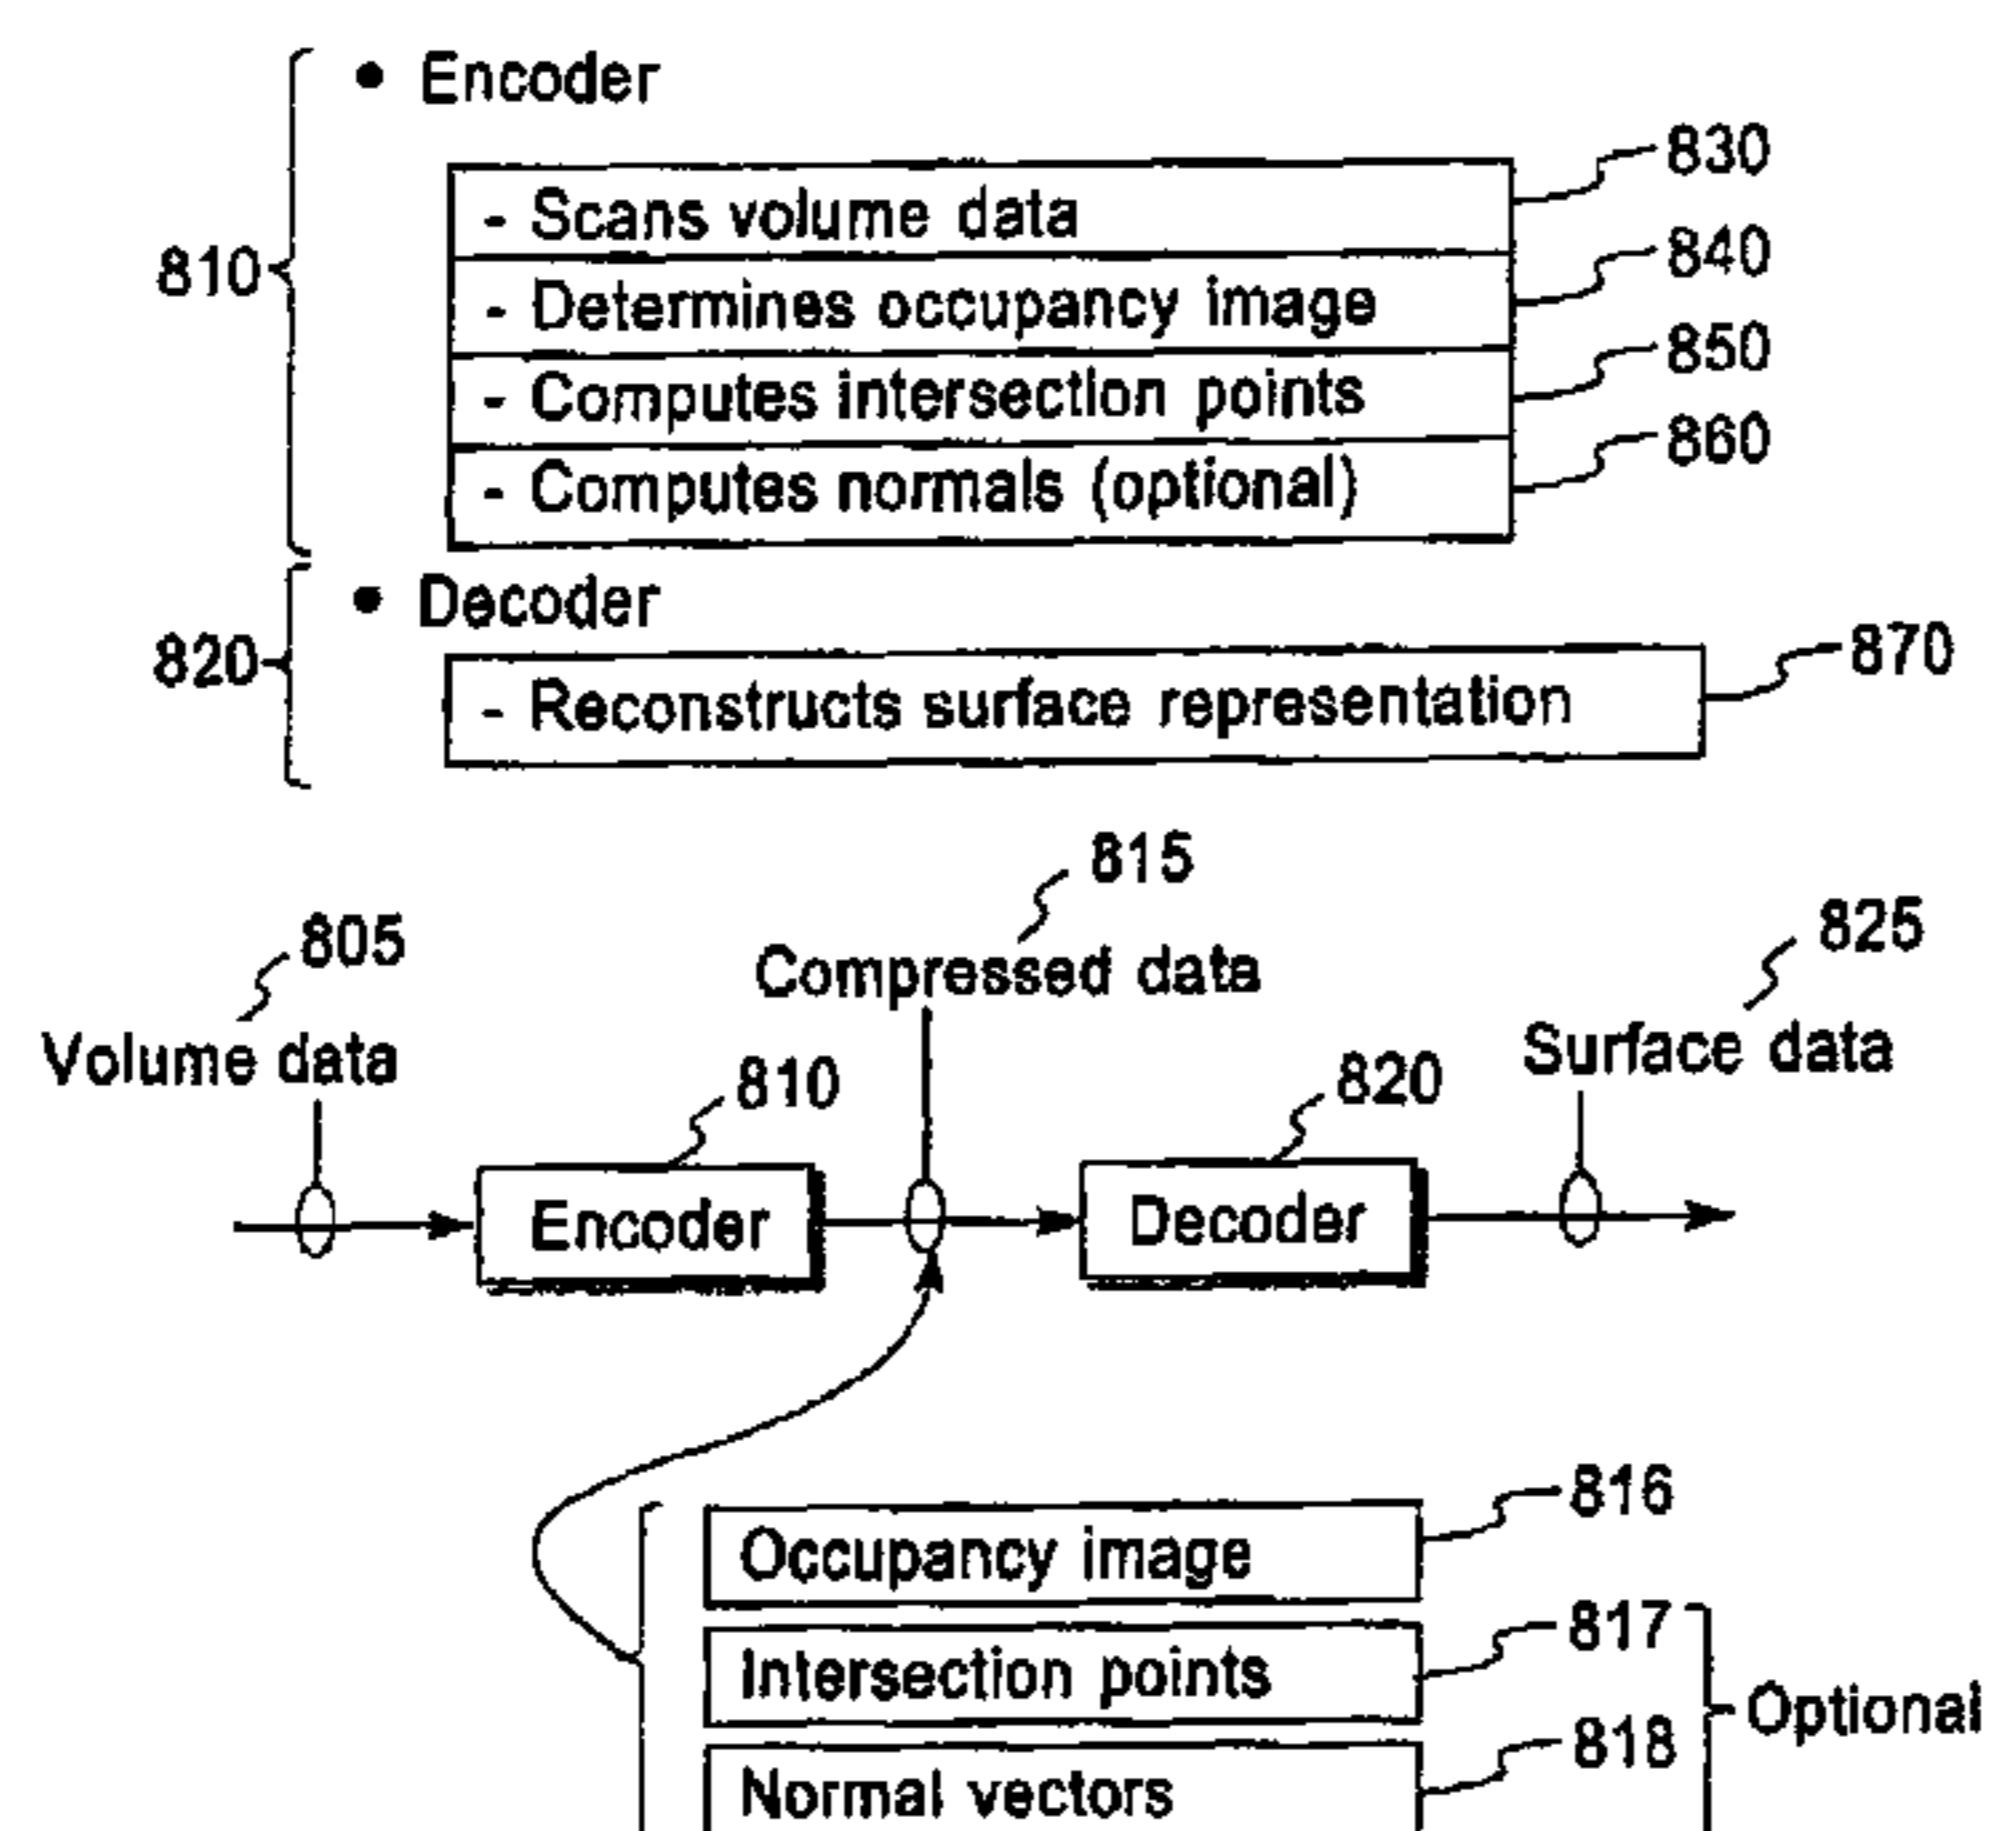 • Encoder
830
- Scans volume data
840
- Determines occupancy image
810
850
- Computes intersection points
860
- Computes normals (optional)
• Decoder
820
870
- Reconstructs surface representation
815
805
825
Compressed data
Volume data
Surface data
810
820
Encoder
Decoder
816
Occupancy image
817
Intersection points
Optional
818
Normal vectors